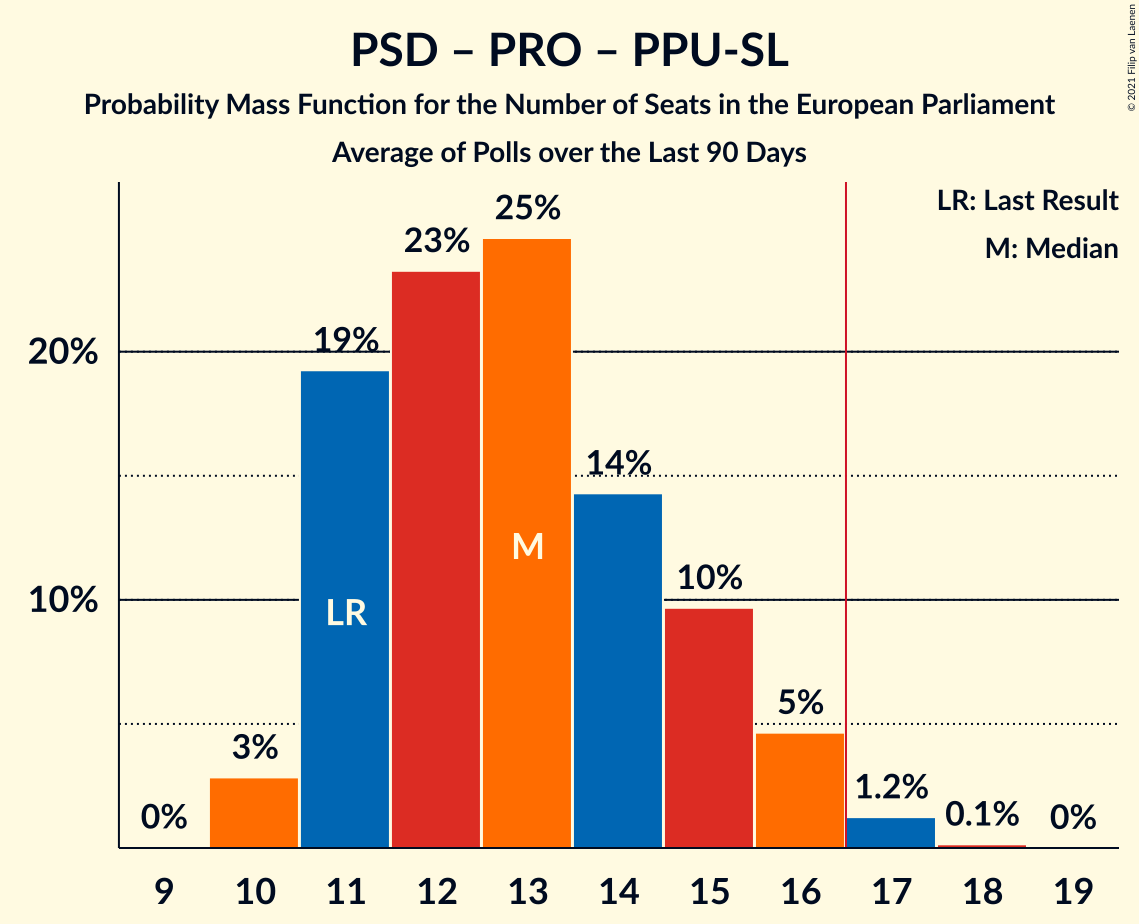 PSD – PRO – PPU-SL
Probability Mass Function for the Number of Seats in the European Parliament
Average of Polls over the Last 90 Days
© 2021 Filip van Laenen
LR: Last Result
M: Median
25%
23%
19%
20%
14%
M
10%
10%
LR
5%
3%
1.2%
0%
0.1%
0%
9 10 11 12 13 14 15 16 17 18 19